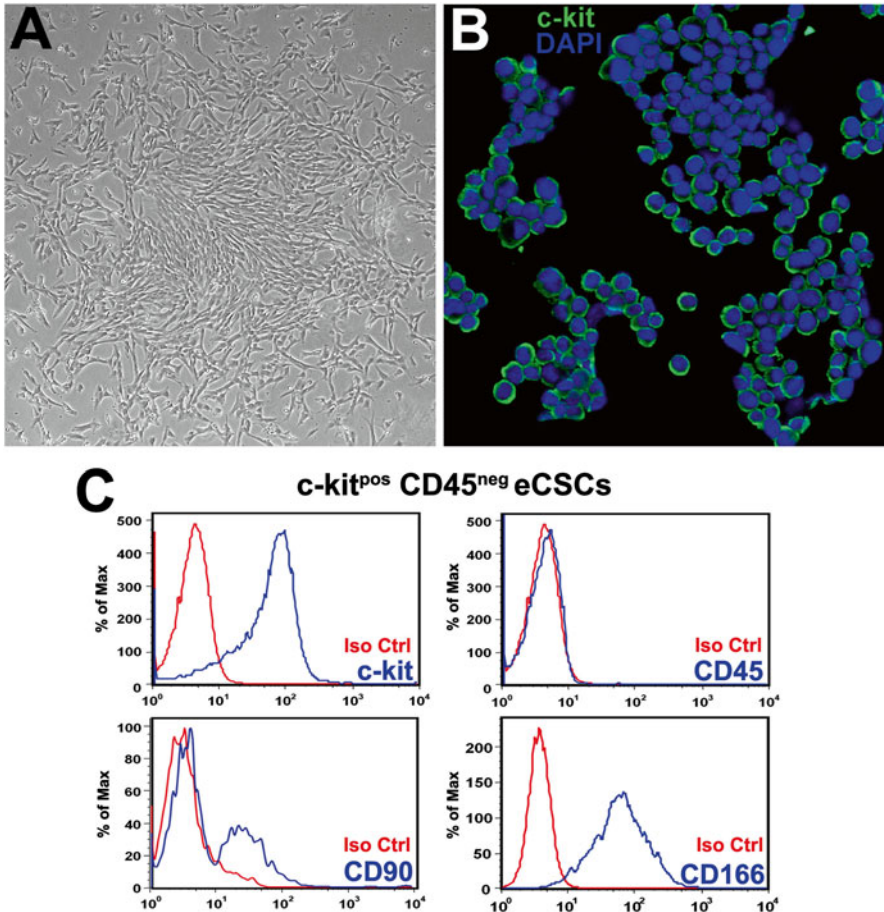 A
B
c-kit
DAPI
C
c-kitᵖᵒˢ CD45ⁿᵉᵍ eCSCs
% of Max
500
400
300
200
100
0
Iso Ctrl
c-kit
10⁰ 10¹ 10² 10³ 10⁴
% of Max
500
400
300
200
100
0
Iso Ctrl
CD45
10⁰ 10¹ 10² 10³ 10⁴
% of Max
100
80
60
40
20
0
Iso Ctrl
CD90
10⁰ 10¹ 10² 10³ 10⁴
% of Max
200
150
100
50
0
Iso Ctrl
CD166
10⁰ 10¹ 10² 10³ 10⁴